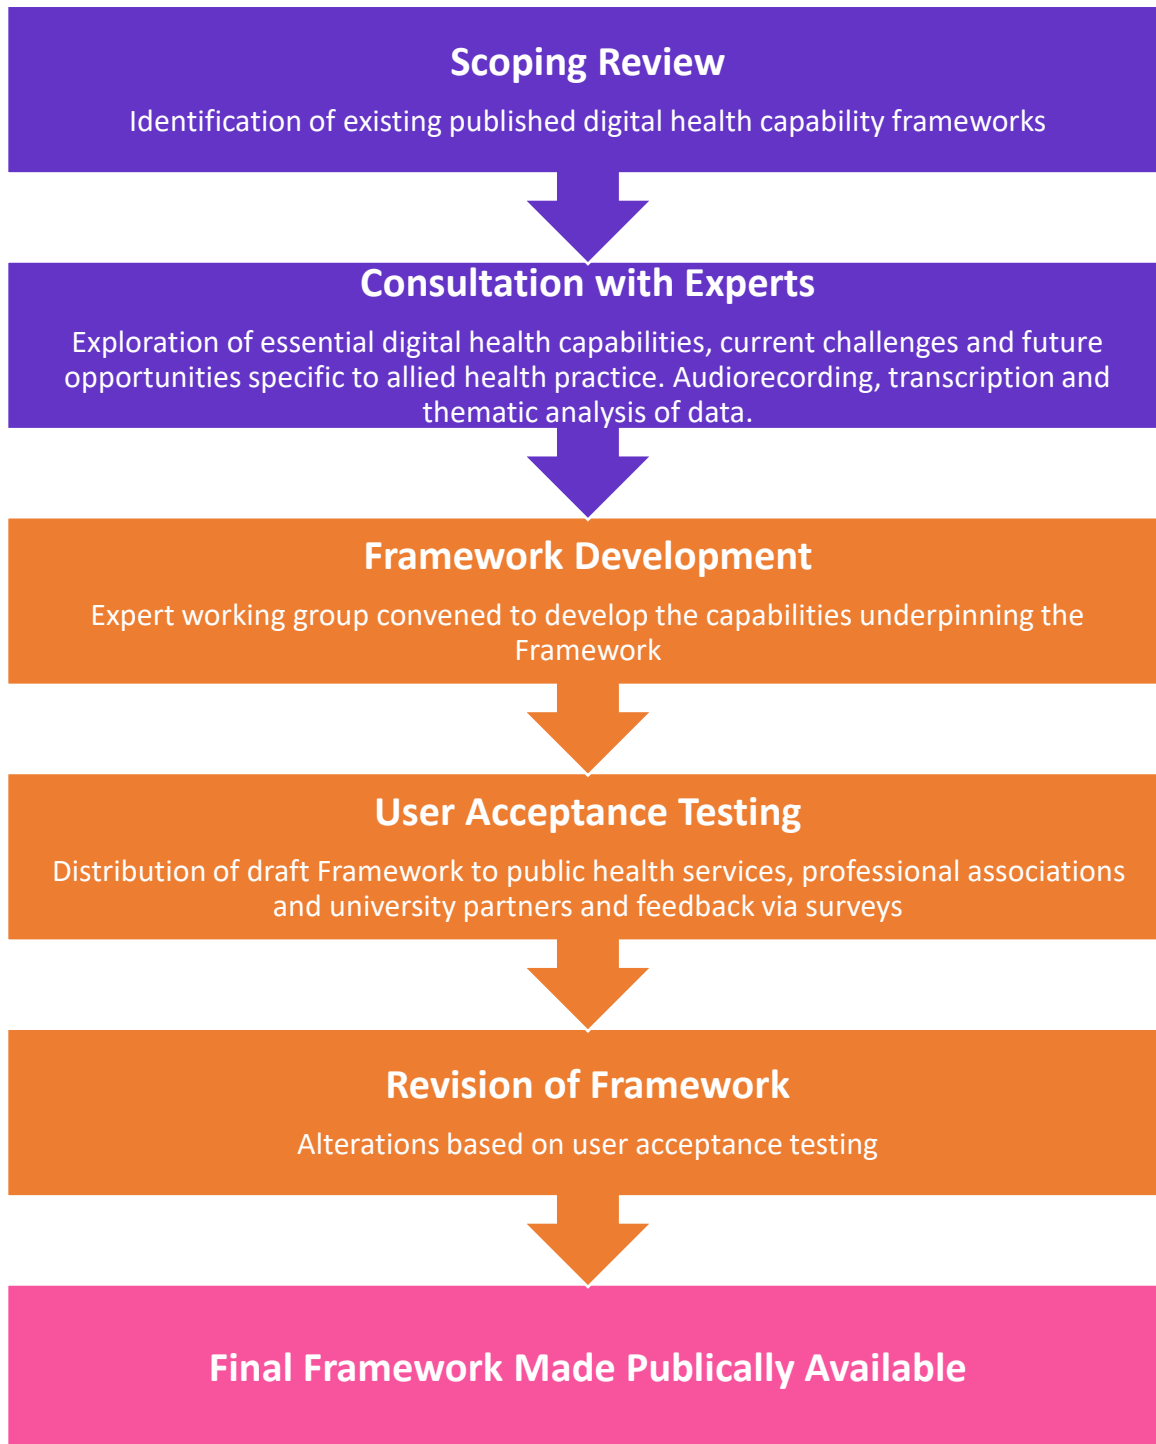 Scoping Review
Identification of existing published digital health capability frameworks
Consultation with Experts
Exploration of essential digital health capabilities, current challenges and future
opportunities specific to allied health practice. Audiorecording, transcription and
thematic analysis of data.
Framework Development
Expert working group convened to develop the capabilities underpinning the
Framework
User Acceptance Testing
Distribution of draft Framework to public health services, professional associations
and university partners and feedback via surveys
Revision of Framework
Alterations based on user acceptance testing
Final Framework Made Publically Available